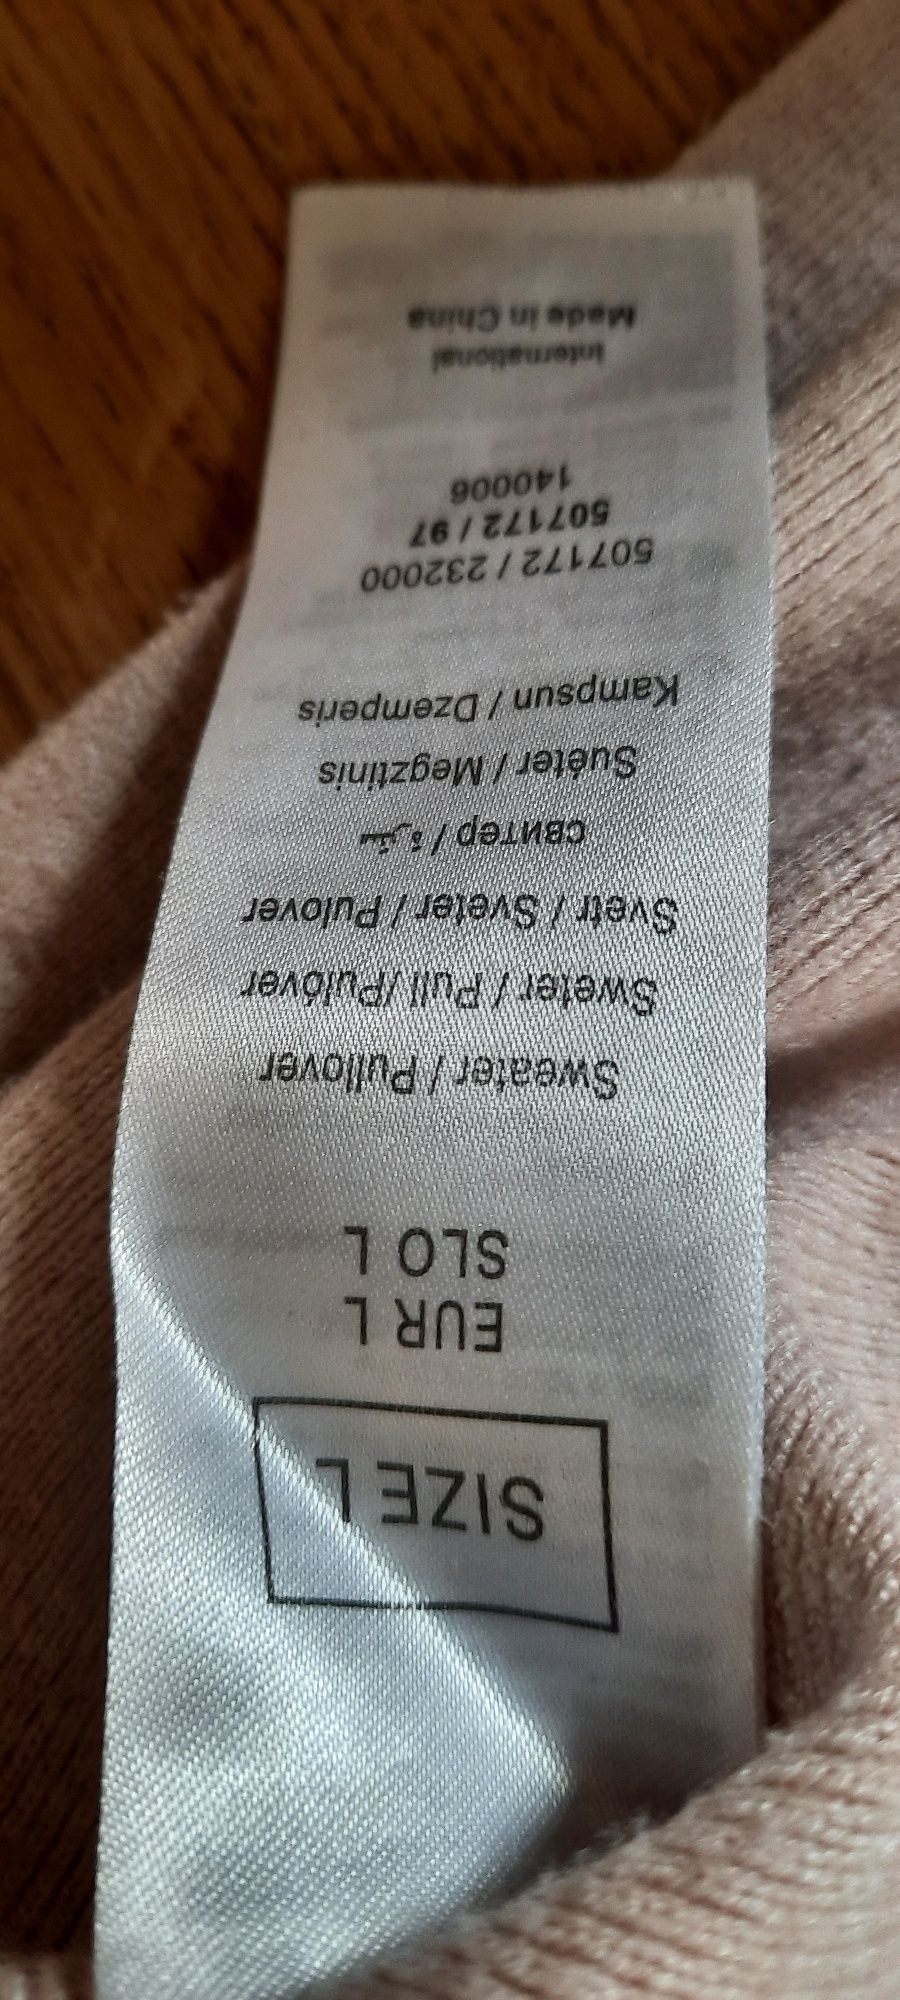 SIZE L
EUR L
SLO L
Sweater / Pullover
Sweter / Pull /Pulóver
Svetr / Sveter / Pulover
свитер / سترة
Suéter / Megztinis
Kampsun / Dzemperis
507172 / 232000
507172 / 97
140006
International
Made in China